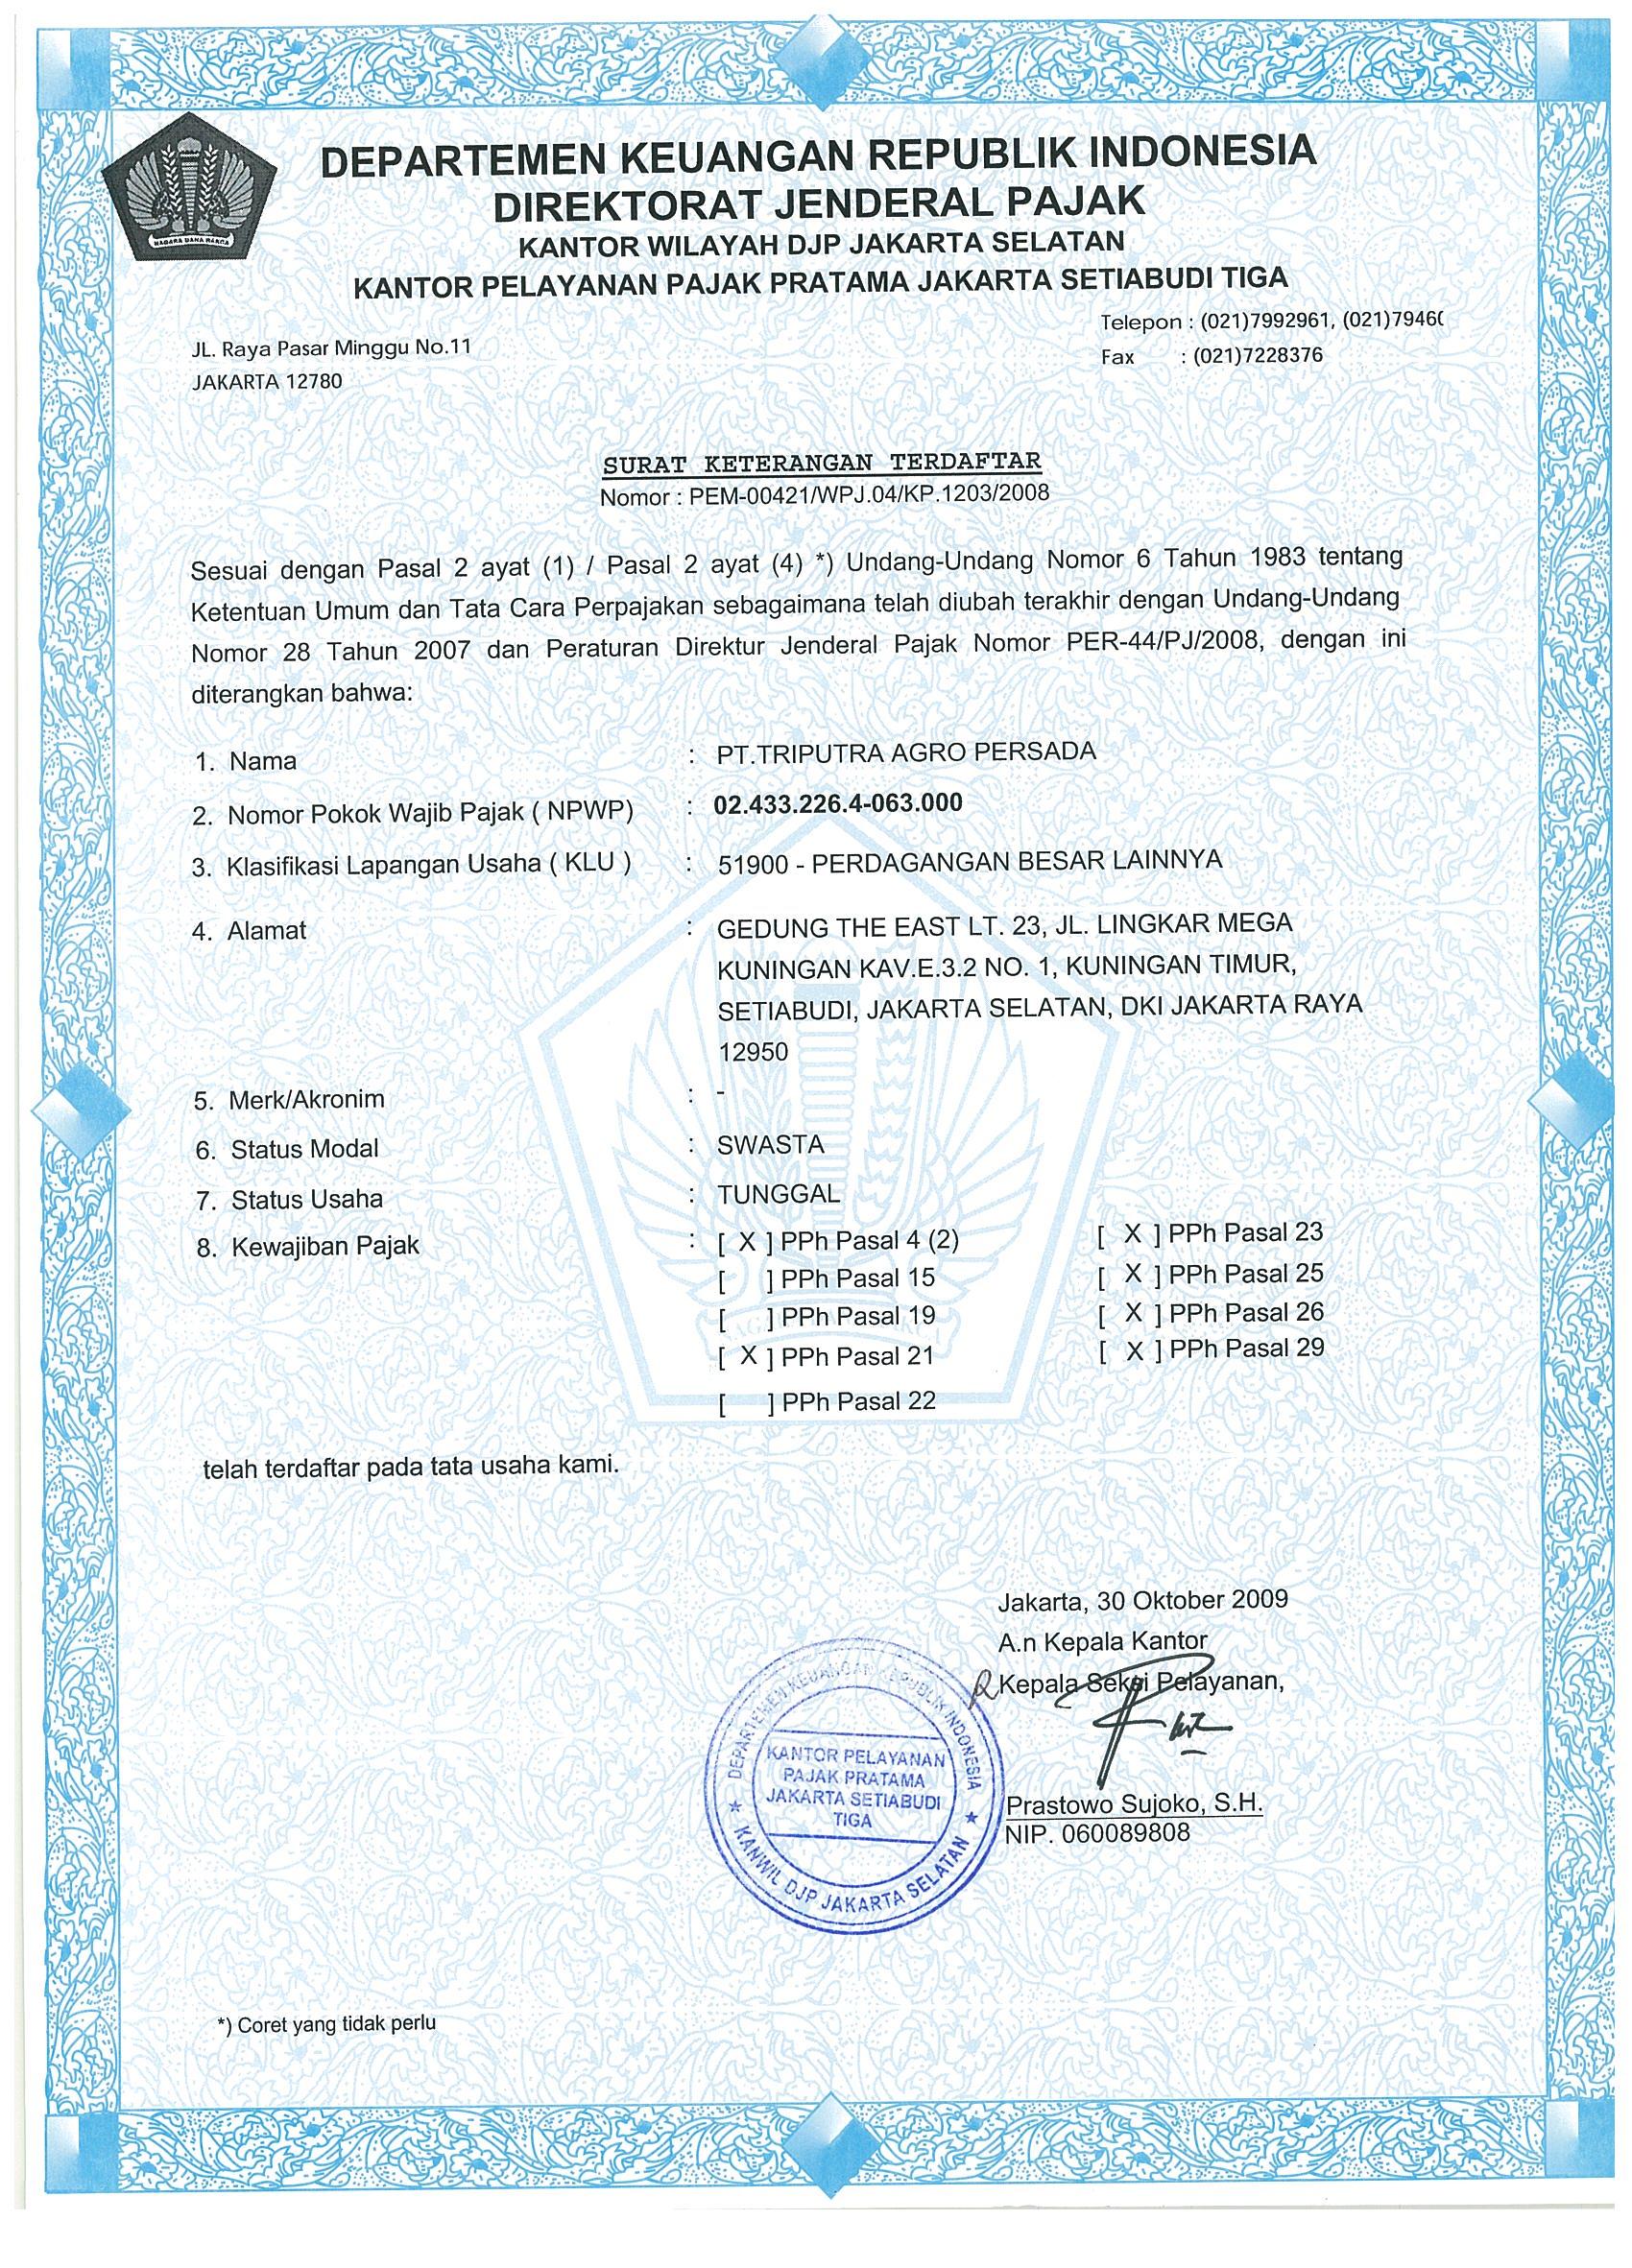 DEPARTEMEN KEUANGAN REPUBLIK INDONESIA
DIREKTORAT JENDERAL PAJAK
KANTOR WILAYAH DJP JAKARTA SELATAN
KANTOR PELAYANAN PAJAK PRATAMA JAKARTA SETIABUDI TIGA
NAGARA DANA RAKCA
JL. Raya Pasar Minggu No.11
JAKARTA 12780
Telepon : (021)7992961, (021)7946
Fax : (021)7228376
SURAT KETERANGAN TERDAFTAR
Nomor : PEM-00421/WPJ.04/KP.1203/2008
Sesuai dengan Pasal 2 ayat (1) / Pasal 2 ayat (4) *) Undang-Undang Nomor 6 Tahun 1983 tentang
Ketentuan Umum dan Tata Cara Perpajakan sebagaimana telah diubah terakhir dengan Undang-Undang
Nomor 28 Tahun 2007 dan Peraturan Direktur Jenderal Pajak Nomor PER-44/PJ/2008, dengan ini
diterangkan bahwa:
1. Nama : PT.TRIPUTRA AGRO PERSADA
2. Nomor Pokok Wajib Pajak ( NPWP) : 02.433.226.4-063.000
3. Klasifikasi Lapangan Usaha ( KLU ) : 51900 - PERDAGANGAN BESAR LAINNYA
4. Alamat : GEDUNG THE EAST LT. 23, JL. LINGKAR MEGA
KUNINGAN KAV.E.3.2 NO. 1, KUNINGAN TIMUR,
SETIABUDI, JAKARTA SELATAN, DKI JAKARTA RAYA
12950
5. Merk/Akronim : -
6. Status Modal : SWASTA
7. Status Usaha : TUNGGAL
8. Kewajiban Pajak : [ X ] PPh Pasal 4 (2) [ X ] PPh Pasal 23
[ ] PPh Pasal 15 [ X ] PPh Pasal 25
[ ] PPh Pasal 19 [ X ] PPh Pasal 26
[ X ] PPh Pasal 21 [ X ] PPh Pasal 29
[ ] PPh Pasal 22
telah terdaftar pada tata usaha kami.
Jakarta, 30 Oktober 2009
A.n Kepala Kantor
Kepala Seksi Pelayanan,
DEPARTEMEN KEUANGAN REPUBLIK INDONESIA
KANTOR PELAYANAN
PAJAK PRATAMA
JAKARTA SETIABUDI
TIGA
★ KANWIL DJP JAKARTA SELATAN ★
Prastowo Sujoko, S.H.
NIP. 060089808
*) Coret yang tidak perlu